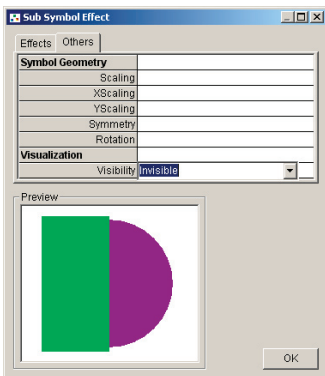 Sub Symbol Effect
Effects Others
Symbol Geometry
Scaling
XScaling
YScaling
Symmetry
Rotation
Visualization
Visibility Invisible
Preview
OK